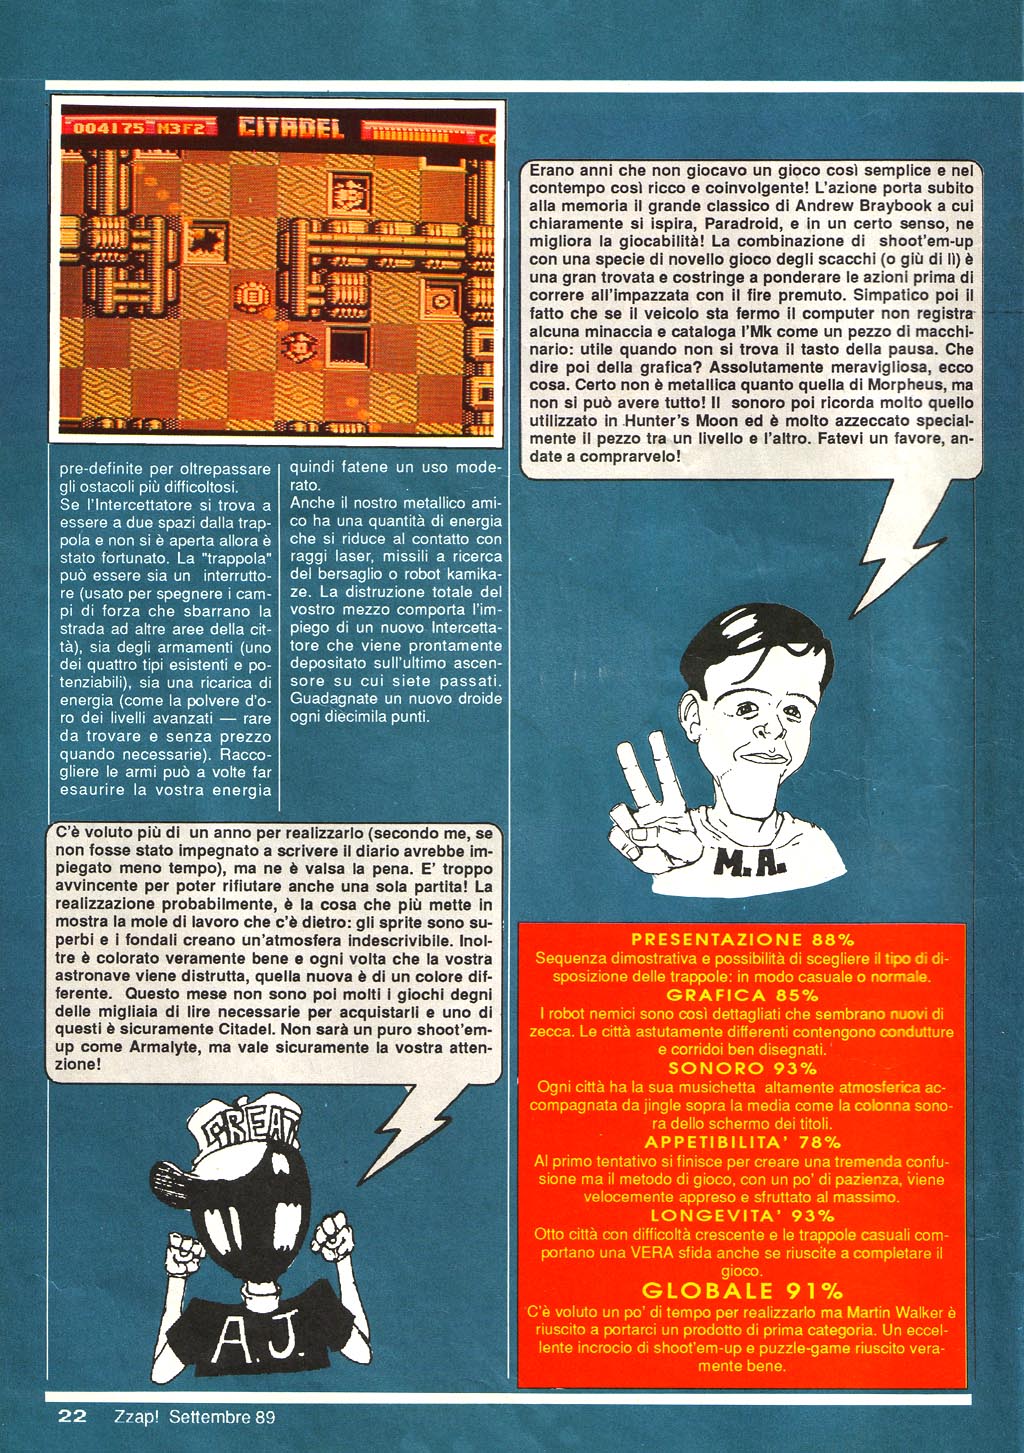 004175 M3F2 CITADEL
pre-definite per oltrepassare
gli ostacoli più difficoltosi.
Se l'Intercettatore si trova a
essere a due spazi dalla trap-
pola e non si è aperta allora è
stato fortunato. La "trappola"
può essere sia un interrutto-
re (usato per spegnere i cam-
pi di forza che sbarrano la
strada ad altre aree della cit-
tà), sia degli armamenti (uno
dei quattro tipi esistenti e po-
tenziabili), sia una ricarica di
energia (come la polvere d'o-
ro dei livelli avanzati — rare
da trovare e senza prezzo
quando necessarie). Racco-
gliere le armi può a volte far
esaurire la vostra energia
quindi fatene un uso mode-
rato.
Anche il nostro metallico ami-
co ha una quantità di energia
che si riduce al contatto con
raggi laser, missili a ricerca
del bersaglio o robot kamika-
ze. La distruzione totale del
vostro mezzo comporta l'im-
piego di un nuovo Intercetta-
tore che viene prontamente
depositato sull'ultimo ascen-
sore su cui siete passati.
Guadagnate un nuovo droide
ogni diecimila punti.
C'è voluto più di un anno per realizzarlo (secondo me, se
non fosse stato impegnato a scrivere il diario avrebbe im-
piegato meno tempo), ma ne è valsa la pena. E' troppo
avvincente per poter rifiutare anche una sola partita! La
realizzazione probabilmente, è la cosa che più mette in
mostra la mole di lavoro che c'è dietro: gli sprite sono su-
perbi e i fondali creano un'atmosfera indescrivibile. Inol-
tre è colorato veramente bene e ogni volta che la vostra
astronave viene distrutta, quella nuova è di un colore dif-
ferente. Questo mese non sono poi molti i giochi degni
delle migliaia di lire necessarie per acquistarli e uno di
questi è sicuramente Citadel. Non sarà un puro shoot'em-
up come Armalyte, ma vale sicuramente la vostra atten-
zione!
GREAT
A.J.
Erano anni che non giocavo un gioco così semplice e nel
contempo così ricco e coinvolgente! L'azione porta subito
alla memoria il grande classico di Andrew Braybook a cui
chiaramente si ispira, Paradroid, e in un certo senso, ne
migliora la giocabilità! La combinazione di shoot'em-up
con una specie di novello gioco degli scacchi (o giù di lì) è
una gran trovata e costringe a ponderare le azioni prima di
correre all'impazzata con il fire premuto. Simpatico poi il
fatto che se il veicolo sta fermo il computer non registra
alcuna minaccia e cataloga l'Mk come un pezzo di macchi-
nario: utile quando non si trova il tasto della pausa. Che
dire poi della grafica? Assolutamente meravigliosa, ecco
cosa. Certo non è metallica quanto quella di Morpheus, ma
non si può avere tutto! Il sonoro poi ricorda molto quello
utilizzato in Hunter's Moon ed è molto azzeccato special-
mente il pezzo tra un livello e l'altro. Fatevi un favore, an-
date a comprarvelo!
M.A.
PRESENTAZIONE 88%
Sequenza dimostrativa e possibilità di scegliere il tipo di di-
sposizione delle trappole: in modo casuale o normale.
GRAFICA 85%
I robot nemici sono così dettagliati che sembrano nuovi di
zecca. Le città astutamente differenti contengono condutture
e corridoi ben disegnati.
SONORO 93%
Ogni città ha la sua musichetta altamente atmosferica ac-
compagnata da jingle sopra la media come la colonna sono-
ra dello schermo dei titoli.
APPETIBILITA' 78%
Al primo tentativo si finisce per creare una tremenda confu-
sione ma il metodo di gioco, con un po' di pazienza, viene
velocemente appreso e sfruttato al massimo.
LONGEVITA' 93%
Otto città con difficoltà crescente e le trappole casuali com-
portano una VERA sfida anche se riuscite a completare il
gioco.
GLOBALE 91%
C'è voluto un po' di tempo per realizzarlo ma Martin Walker è
riuscito a portarci un prodotto di prima categoria. Un eccel-
lente incrocio di shoot'em-up e puzzle-game riuscito vera-
mente bene.
22 Zzap! Settembre 89